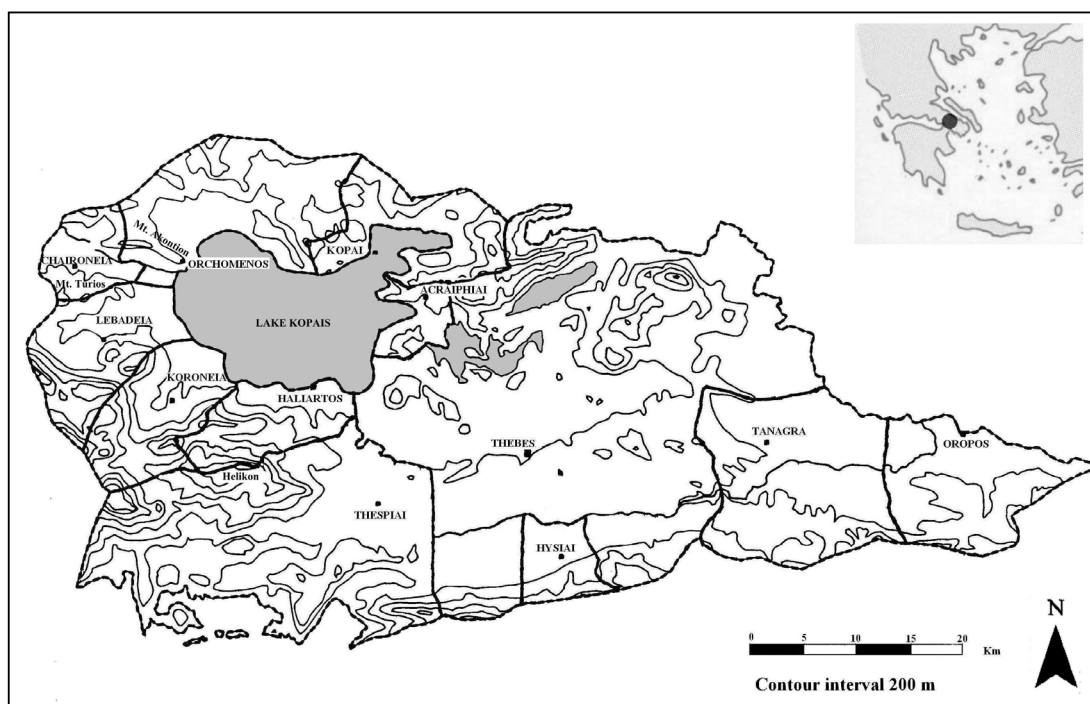 Mt. Akontion
KOPAI
CHAIRONEIA
ORCHOMENOS
Mt. Turios
ACRAIPHIAI
LEBADEIA
LAKE KOPAIS
KORONEIA
HALIARTOS
TANAGRA
OROPOS
THEBES
Helikon
THESPIAI
HYSIAI
N
0 5 10 15 20
Km
Contour interval 200 m